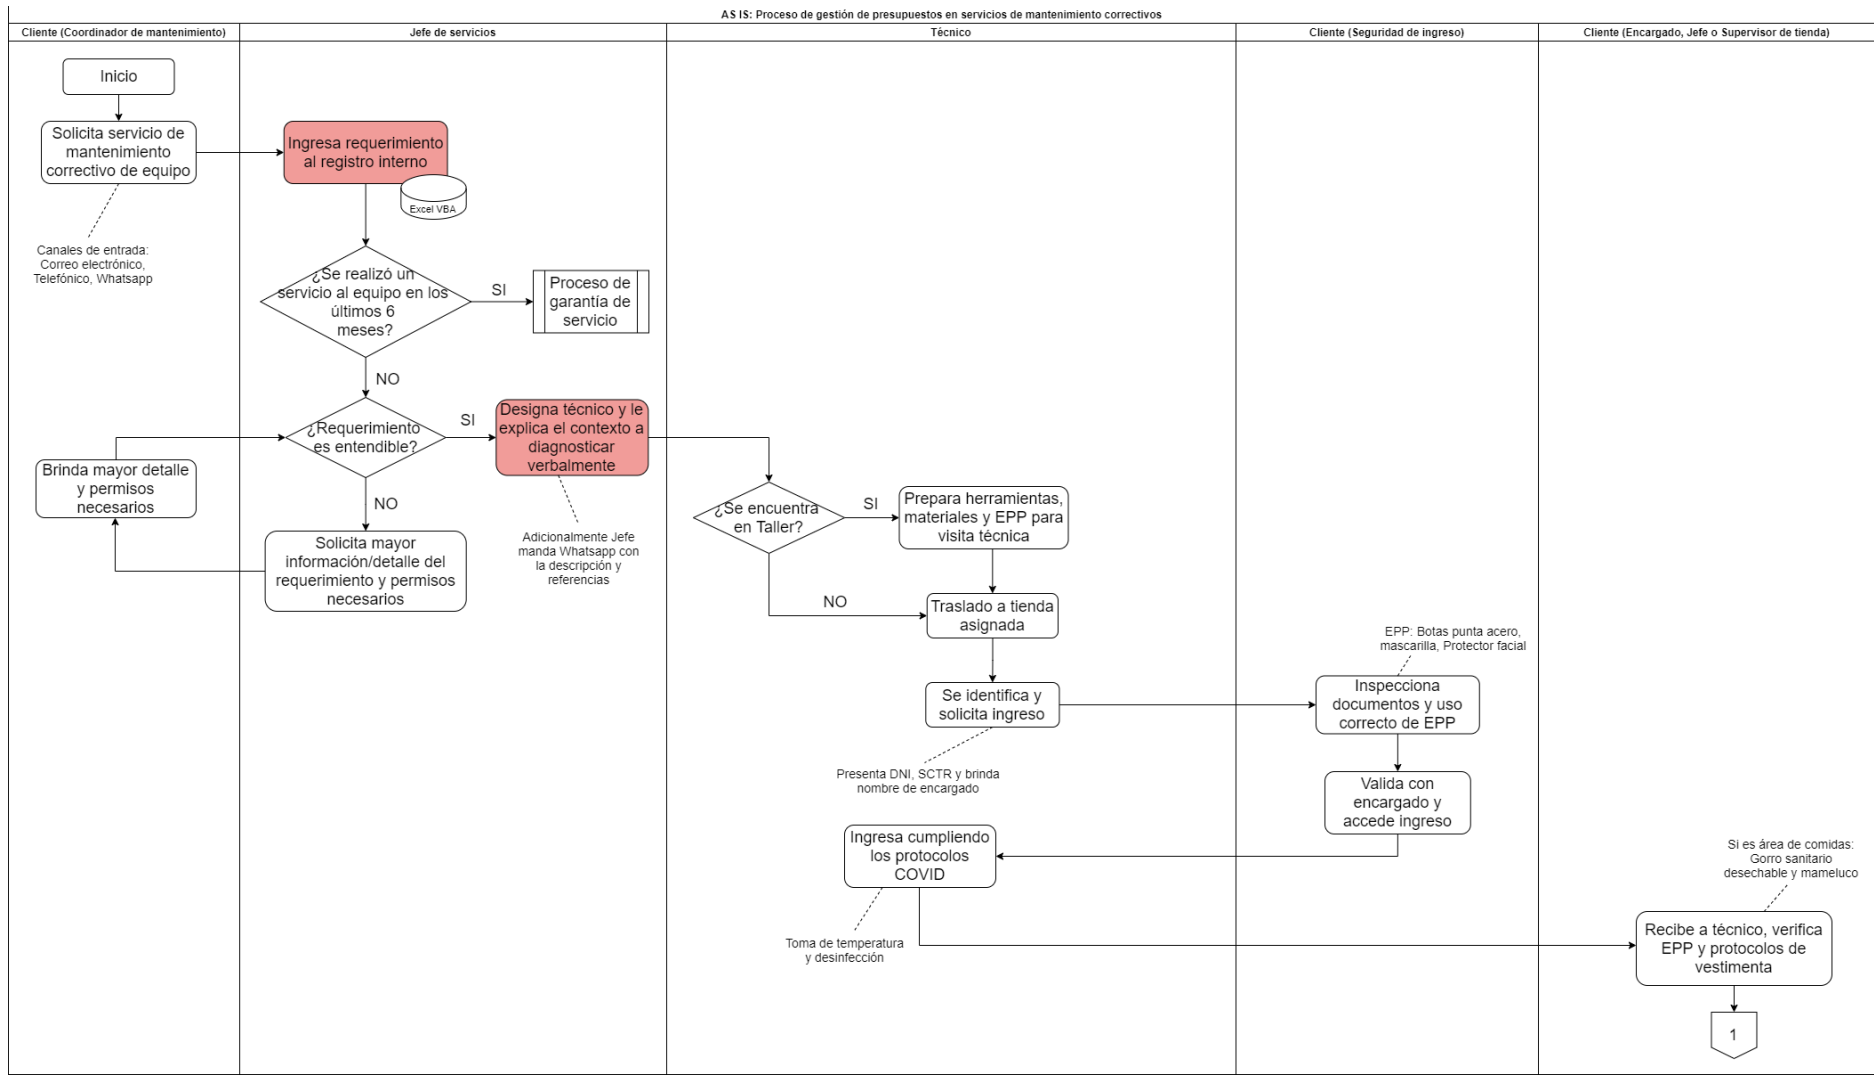 AS IS: Proceso de gestión de presupuestos en servicios de mantenimiento correctivos
Cliente (Coordinador de mantenimiento)
Jefe de servicios
Técnico
Cliente (Seguridad de ingreso)
Cliente (Encargado, Jefe o Supervisor de tienda)
Inicio
Solicita servicio de
mantenimiento
correctivo de equipo
Canales de entrada:
Correo electrónico,
Telefónico, Whatsapp
Ingresa requerimiento
al registro interno
Excel VBA
¿Se realizó un
servicio al equipo en los
últimos 6
meses?
SI
Proceso de
garantía de
servicio
NO
¿Requerimiento
es entendible?
SI
Designa técnico y le
explica el contexto a
diagnosticar
verbalmente
Adicionalmente Jefe
manda Whatsapp con
la descripción y
referencias
NO
Solicita mayor
información/detalle del
requerimiento y permisos
necesarios
Brinda mayor detalle
y permisos
necesarios
¿Se encuentra
en Taller?
SI
Prepara herramientas,
materiales y EPP para
visita técnica
NO
Traslado a tienda
asignada
Se identifica y
solicita ingreso
Presenta DNI, SCTR y brinda
nombre de encargado
EPP: Botas punta acero,
mascarilla, Protector facial
Inspecciona
documentos y uso
correcto de EPP
Valida con
encargado y
accede ingreso
Ingresa cumpliendo
los protocolos
COVID
Toma de temperatura
y desinfección
Si es área de comidas:
Gorro sanitario
desechable y mameluco
Recibe a técnico, verifica
EPP y protocolos de
vestimenta
1